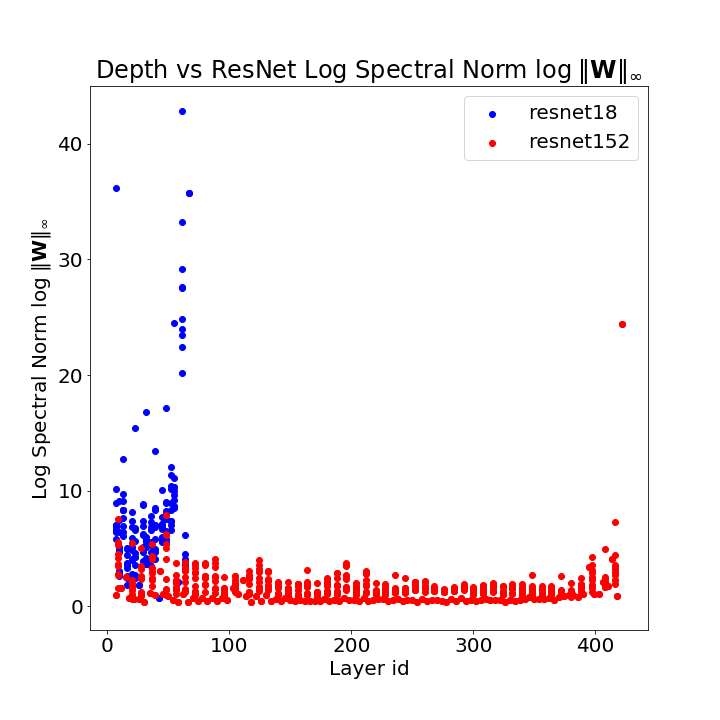 Depth vs ResNet Log Spectral Norm log ‖W‖∞
resnet18
resnet152
Log Spectral Norm log ‖W‖∞
40
30
20
10
0
0 100 200 300 400
Layer id